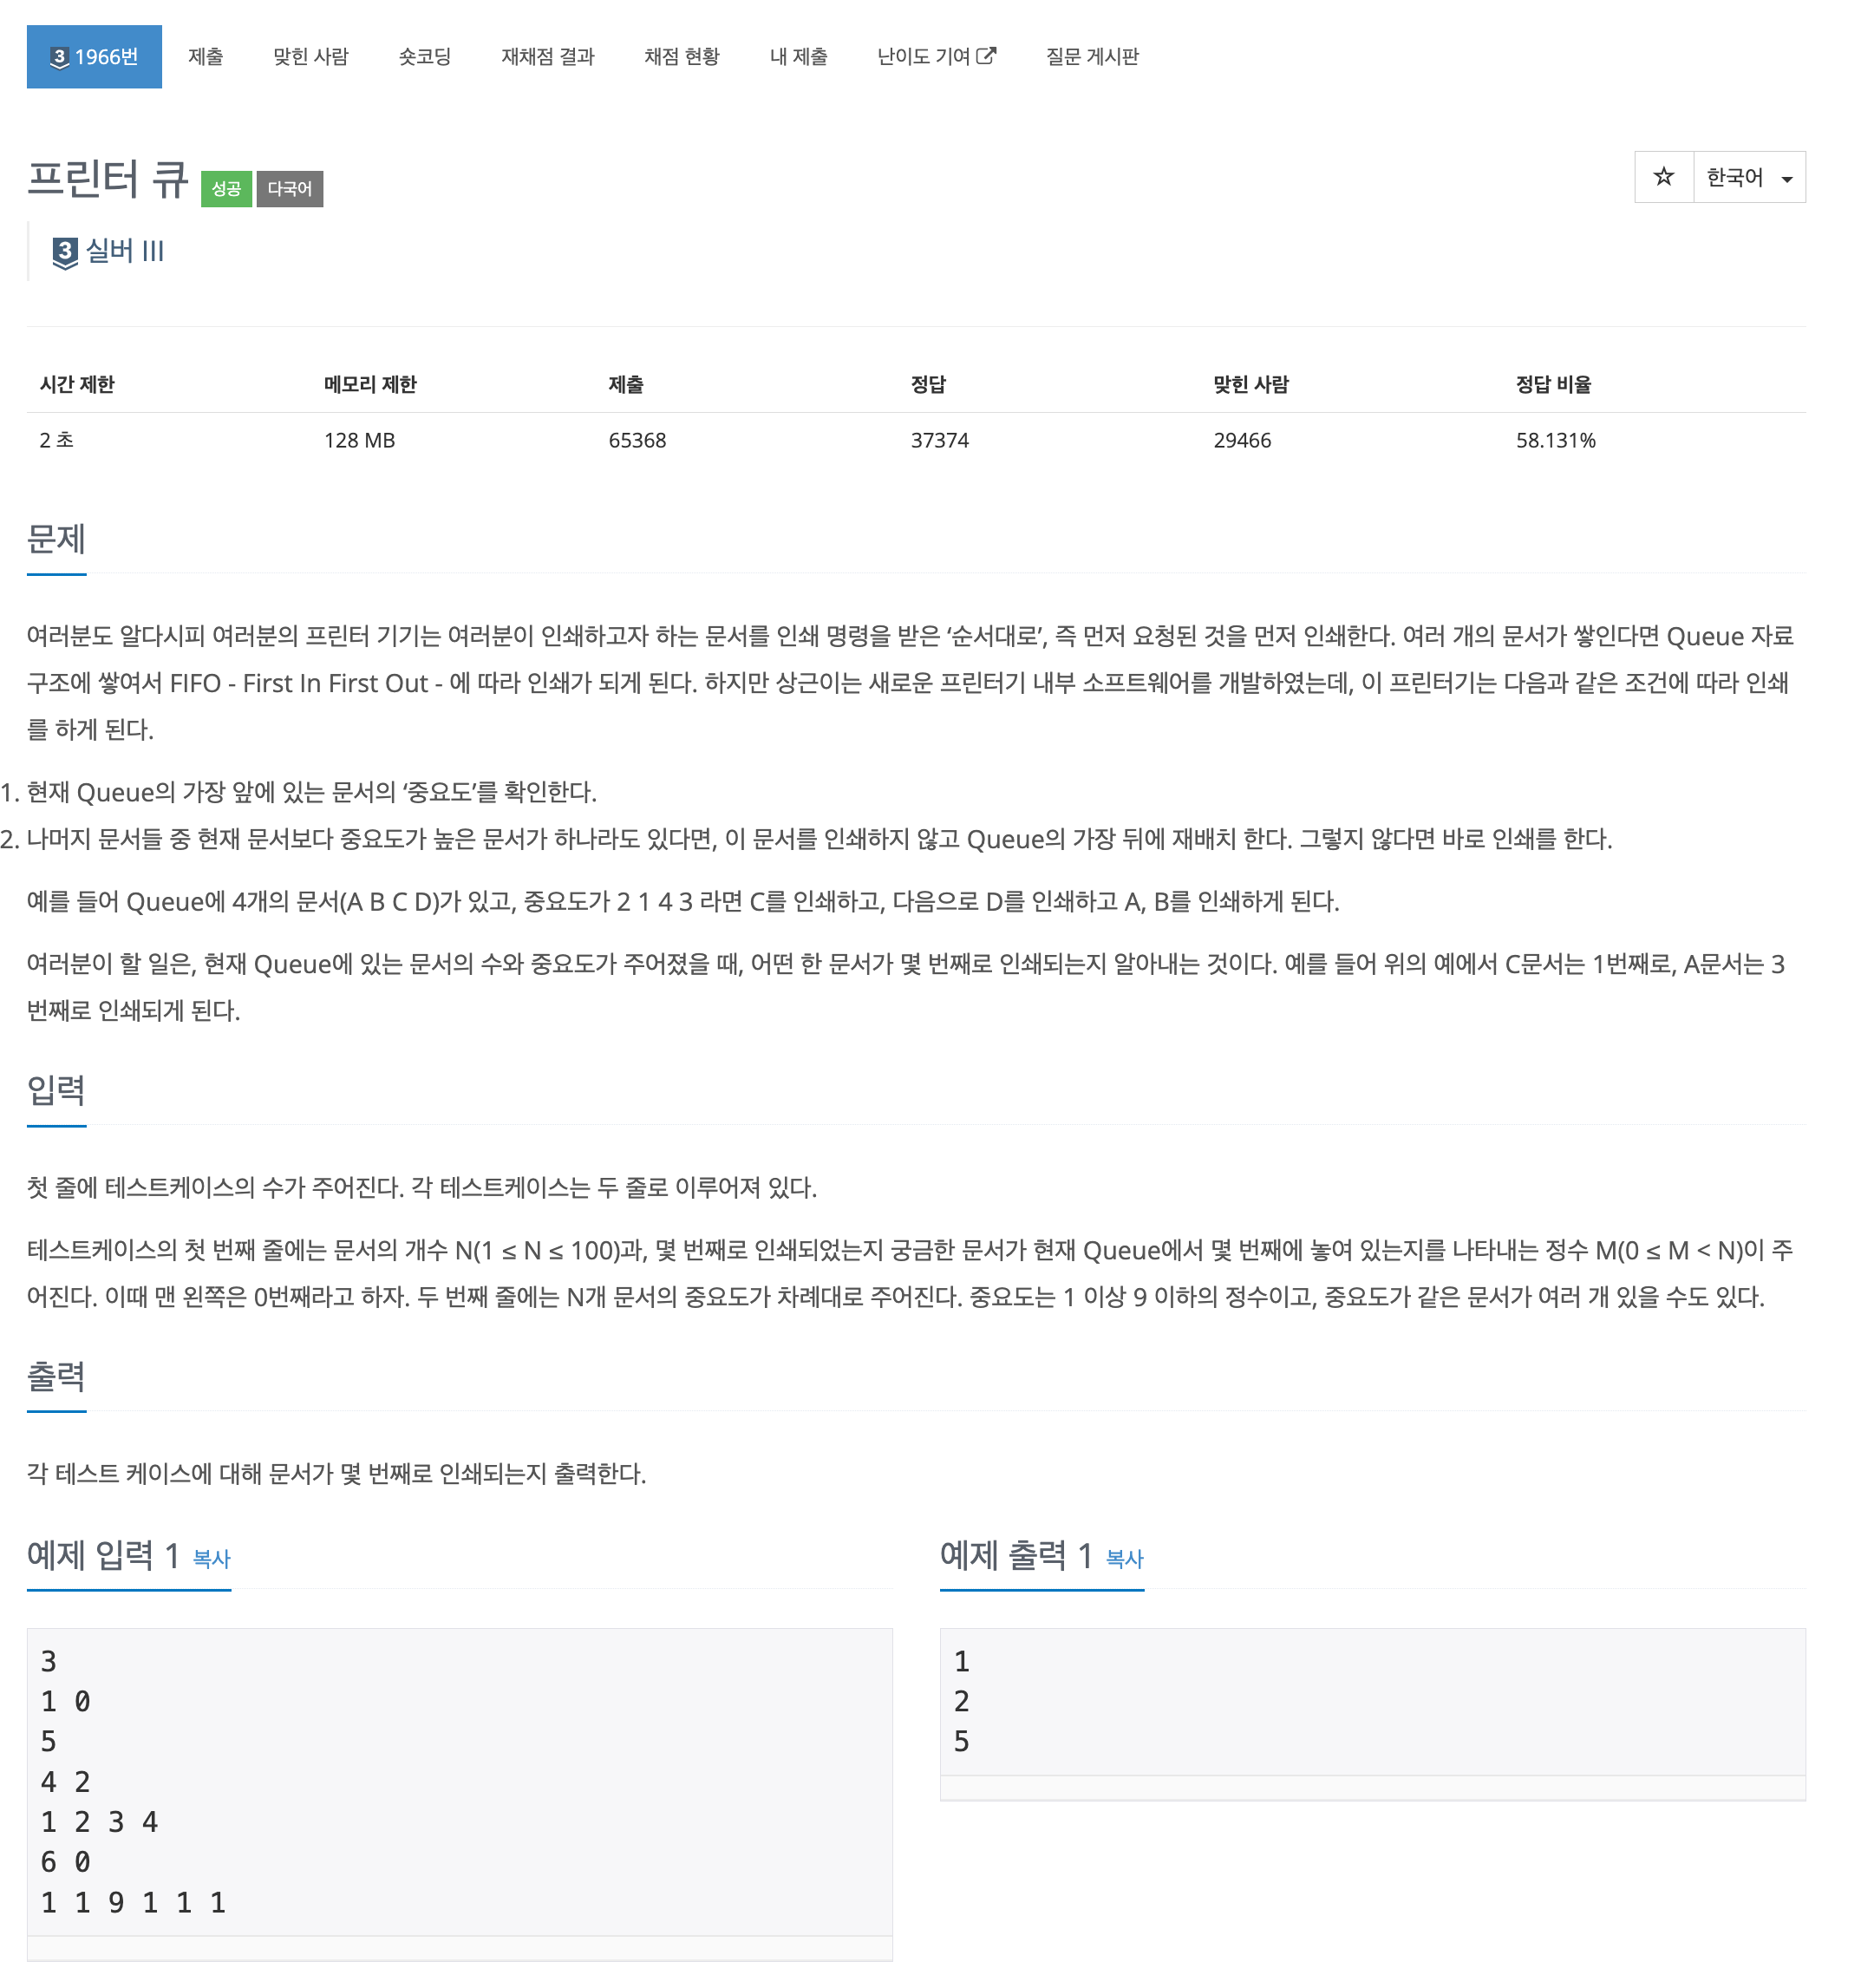 3 1966번 제출 맞힌 사람 숏코딩 재채점 결과 채점 현황 내 제출 난이도 기여 질문 게시판
프린터 큐 성공 다국어
☆ 한국어
3 실버 III
시간 제한 메모리 제한 제출 정답 맞힌 사람 정답 비율
2 초 128 MB 65368 37374 29466 58.131%
문제
여러분도 알다시피 여러분의 프린터 기기는 여러분이 인쇄하고자 하는 문서를 인쇄 명령을 받은 ‘순서대로’, 즉 먼저 요청된 것을 먼저 인쇄한다. 여러 개의 문서가 쌓인다면 Queue 자료
구조에 쌓여서 FIFO - First In First Out - 에 따라 인쇄가 되게 된다. 하지만 상근이는 새로운 프린터기 내부 소프트웨어를 개발하였는데, 이 프린터기는 다음과 같은 조건에 따라 인쇄
를 하게 된다.
1. 현재 Queue의 가장 앞에 있는 문서의 ‘중요도’를 확인한다.
2. 나머지 문서들 중 현재 문서보다 중요도가 높은 문서가 하나라도 있다면, 이 문서를 인쇄하지 않고 Queue의 가장 뒤에 재배치 한다. 그렇지 않다면 바로 인쇄를 한다.
예를 들어 Queue에 4개의 문서(A B C D)가 있고, 중요도가 2 1 4 3 라면 C를 인쇄하고, 다음으로 D를 인쇄하고 A, B를 인쇄하게 된다.
여러분이 할 일은, 현재 Queue에 있는 문서의 수와 중요도가 주어졌을 때, 어떤 한 문서가 몇 번째로 인쇄되는지 알아내는 것이다. 예를 들어 위의 예에서 C문서는 1번째로, A문서는 3
번째로 인쇄되게 된다.
입력
첫 줄에 테스트케이스의 수가 주어진다. 각 테스트케이스는 두 줄로 이루어져 있다.
테스트케이스의 첫 번째 줄에는 문서의 개수 N(1 ≤ N ≤ 100)과, 몇 번째로 인쇄되었는지 궁금한 문서가 현재 Queue에서 몇 번째에 놓여 있는지를 나타내는 정수 M(0 ≤ M < N)이 주
어진다. 이때 맨 왼쪽은 0번째라고 하자. 두 번째 줄에는 N개 문서의 중요도가 차례대로 주어진다. 중요도는 1 이상 9 이하의 정수이고, 중요도가 같은 문서가 여러 개 있을 수도 있다.
출력
각 테스트 케이스에 대해 문서가 몇 번째로 인쇄되는지 출력한다.
예제 입력 1 복사
3
1 0
5
4 2
1 2 3 4
6 0
1 1 9 1 1 1
예제 출력 1 복사
1
2
5